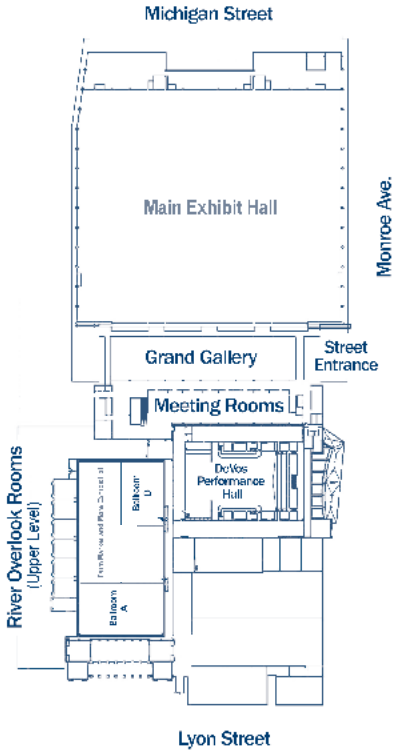 Michigan Street
Main Exhibit Hall
Monroe Ave.
Grand Gallery
Street
Entrance
Meeting Rooms
DeVos
Performance
Hall
River Overlook Rooms
(Upper Level)
Ballroom
D
Ballroom
A
Lyon Street